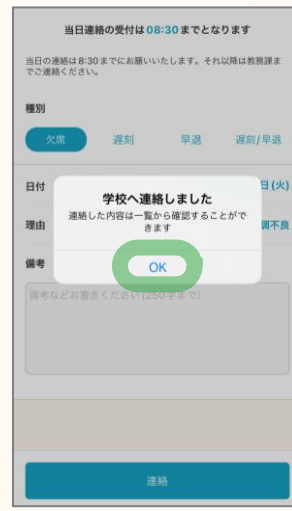 当日連絡の受付は08:30までとなります
当日の連絡は8:30までにお願いいたします。それ以降は教務課ま
でご連絡ください。
種別
欠席 遅刻 早退 遅刻/早退
日付 日(火)
学校へ連絡しました
連絡した内容は一覧から確認することがで
きます
理由 調不良
OK
備考
備考などお書きください(250字まで)
連絡